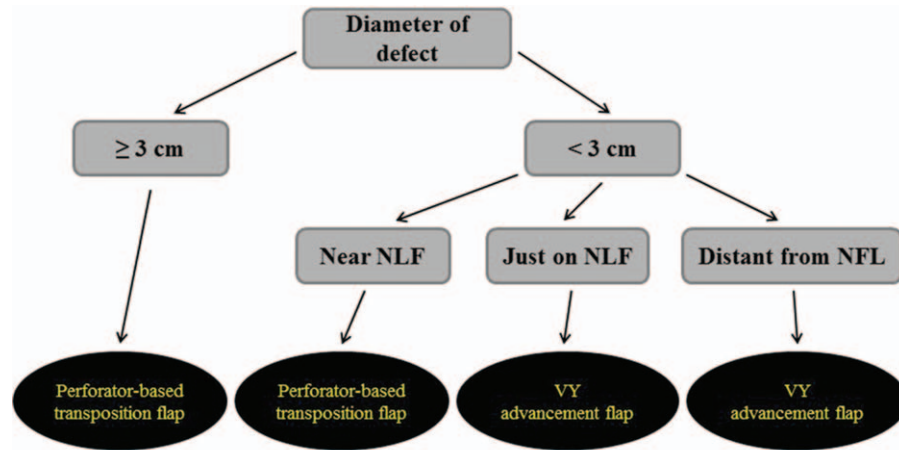 Diameter of
defect
≥ 3 cm
< 3 cm
Near NLF
Just on NLF
Distant from NFL
Perforator-based
transposition flap
Perforator-based
transposition flap
VY
advancement flap
VY
advancement flap